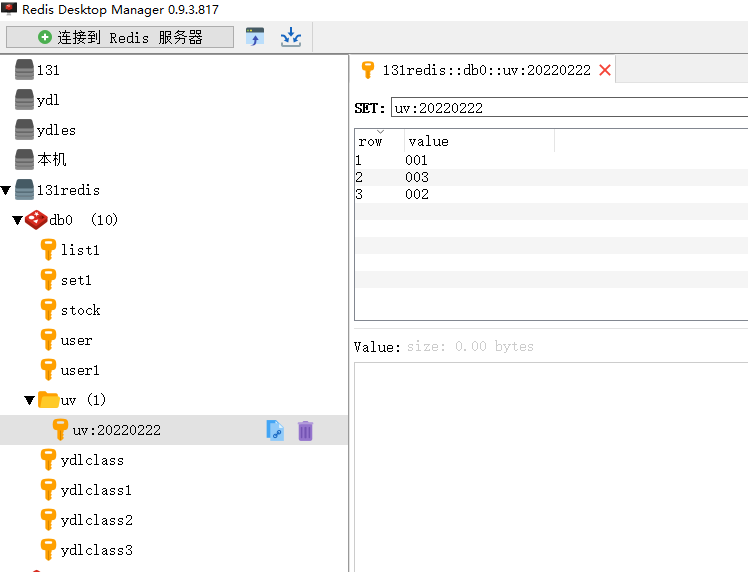 Redis Desktop Manager 0.9.3.817
连接到 Redis 服务器
131
ydl
ydles
本机
131redis
db0 (10)
list1
set1
stock
user
user1
uv (1)
uv:20220222
ydlclass
ydlclass1
ydlclass2
ydlclass3
131redis::db0::uv:20220222
SET: uv:20220222
row value
1 001
2 003
3 002
Value: size: 0.00 bytes